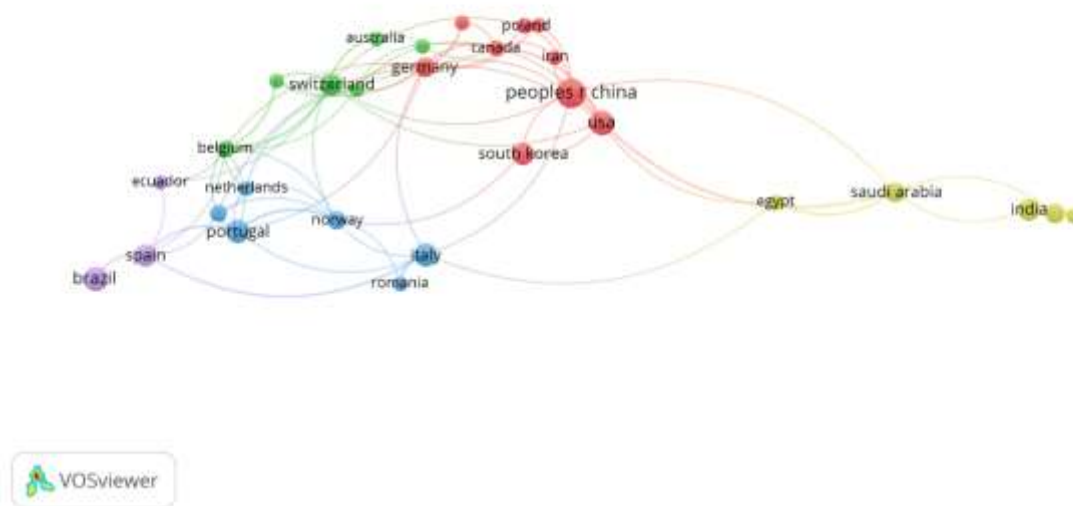 poland
australia
canada
iran
germany
switzerland
peoples r china
usa
belgium
south korea
ecuador
netherlands
saudi arabia
egypt
india
norway
portugal
spain
italy
brazil
romania
VOSviewer